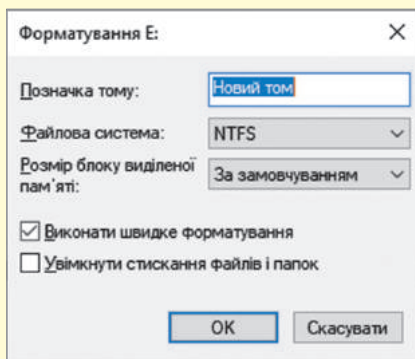 Форматування E:
Позначка тому:
Новий том
Файлова система:
NTFS
Розмір блоку виділеної
пам'яті:
За замовчуванням
Виконати швидке форматування
Увімкнути стискання файлів і папок
ОК
Скасувати